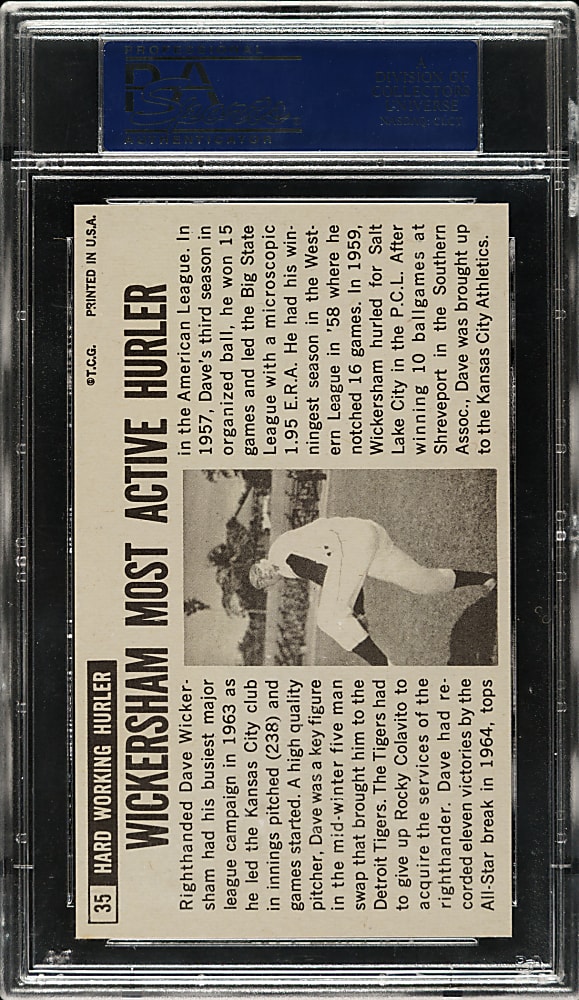 PROFESSIONAL
PSA
Sports
AUTHENTICATOR
A
DIVISION OF
COLLECTORS
UNIVERSE
NASDAQ: CLCT
35 HARD WORKING HURLER
©T.C.G. PRINTED IN U.S.A.
WICKERSHAM MOST ACTIVE HURLER
Righthanded Dave Wicker-
sham had his busiest major
league campaign in 1963 as
he led the Kansas City club
in innings pitched (238) and
games started. A high quality
pitcher, Dave was a key figure
in the mid-winter five man
swap that brought him to the
Detroit Tigers. The Tigers had
to give up Rocky Colavito to
acquire the services of the
righthander. Dave had re-
corded eleven victories by the
All-Star break in 1964, tops
in the American League. In
1957, Dave's third season in
organized ball, he won 15
games and led the Big State
League with a microscopic
1.95 E.R.A. He had his win-
ningest season in the West-
ern League in '58 where he
notched 16 games. In 1959,
Wickersham hurled for Salt
Lake City in the P.C.L. After
winning 10 ballgames at
Shreveport in the Southern
Assoc., Dave was brought up
to the Kansas City Athletics.